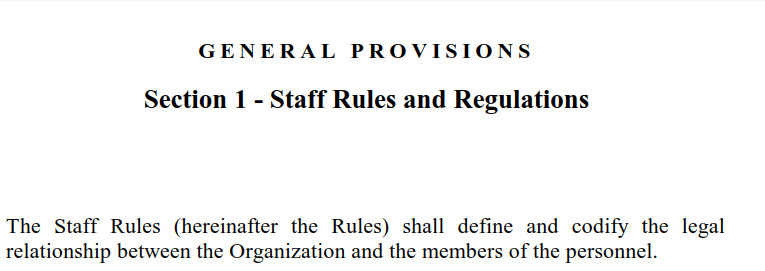 GENERAL PROVISIONS
Section 1 - Staff Rules and Regulations
The Staff Rules (hereinafter the Rules) shall define and codify the legal
relationship between the Organization and the members of the personnel.